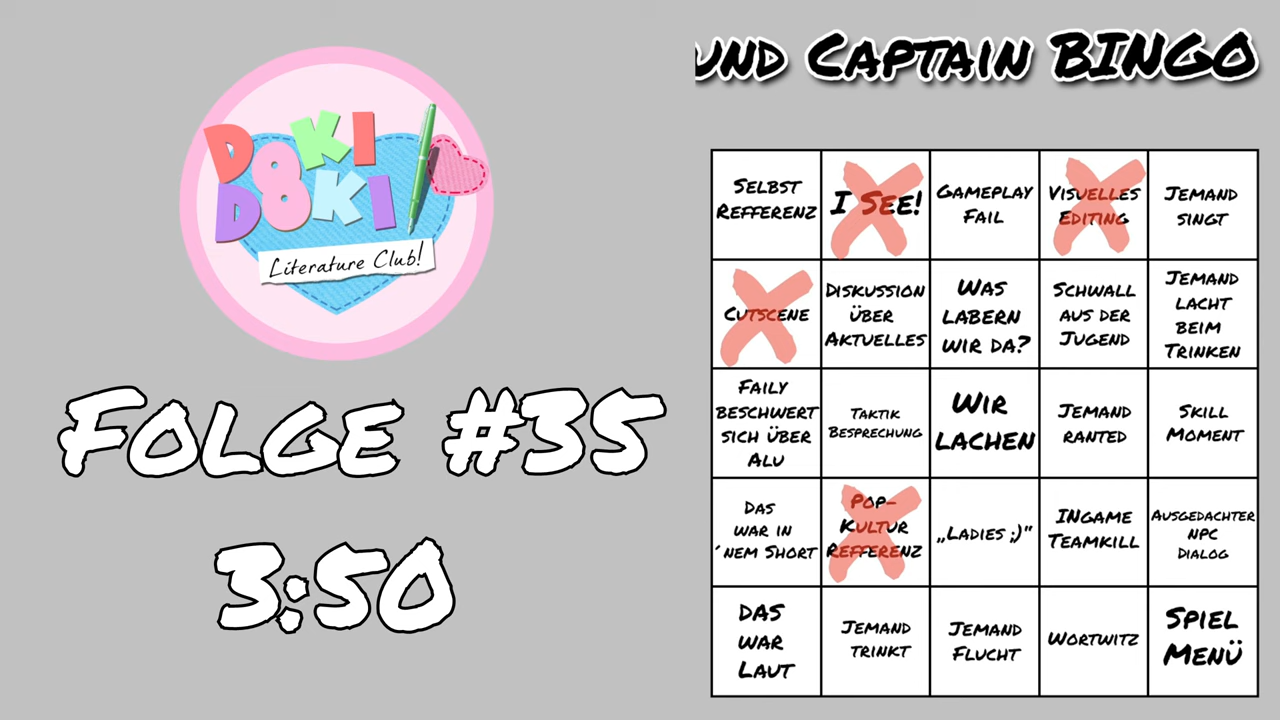 UND CAPTAIN BINGO
DOKI
DOKI
Literature Club!
FOLGE #35
3:50
SELBST
REFFERENZ
I SEE!
GAMEPLAY
FAIL
VISUELLES
EDITING
JEMAND
SINGT
CUTSCENE
DISKUSSION
ÜBER
AKTUELLES
WAS
LABERN
WIR DA?
SCHWALL
AUS DER
JUGEND
JEMAND
LACHT
BEIM
TRINKEN
FAILY
BESCHWERT
SICH ÜBER
ALU
TAKTIK
BESPRECHUNG
WIR
LACHEN
JEMAND
RANTED
SKILL
MOMENT
DAS
WAR IN
´NEM SHORT
POP-
KULTUR
REFFERENZ
„LADIES ;)"
INGAME
TEAMKILL
AUSGEDACHTER
NPC
DIALOG
DAS
WAR
LAUT
JEMAND
TRINKT
JEMAND
FLUCHT
WORTWITZ
SPIEL
MENÜ